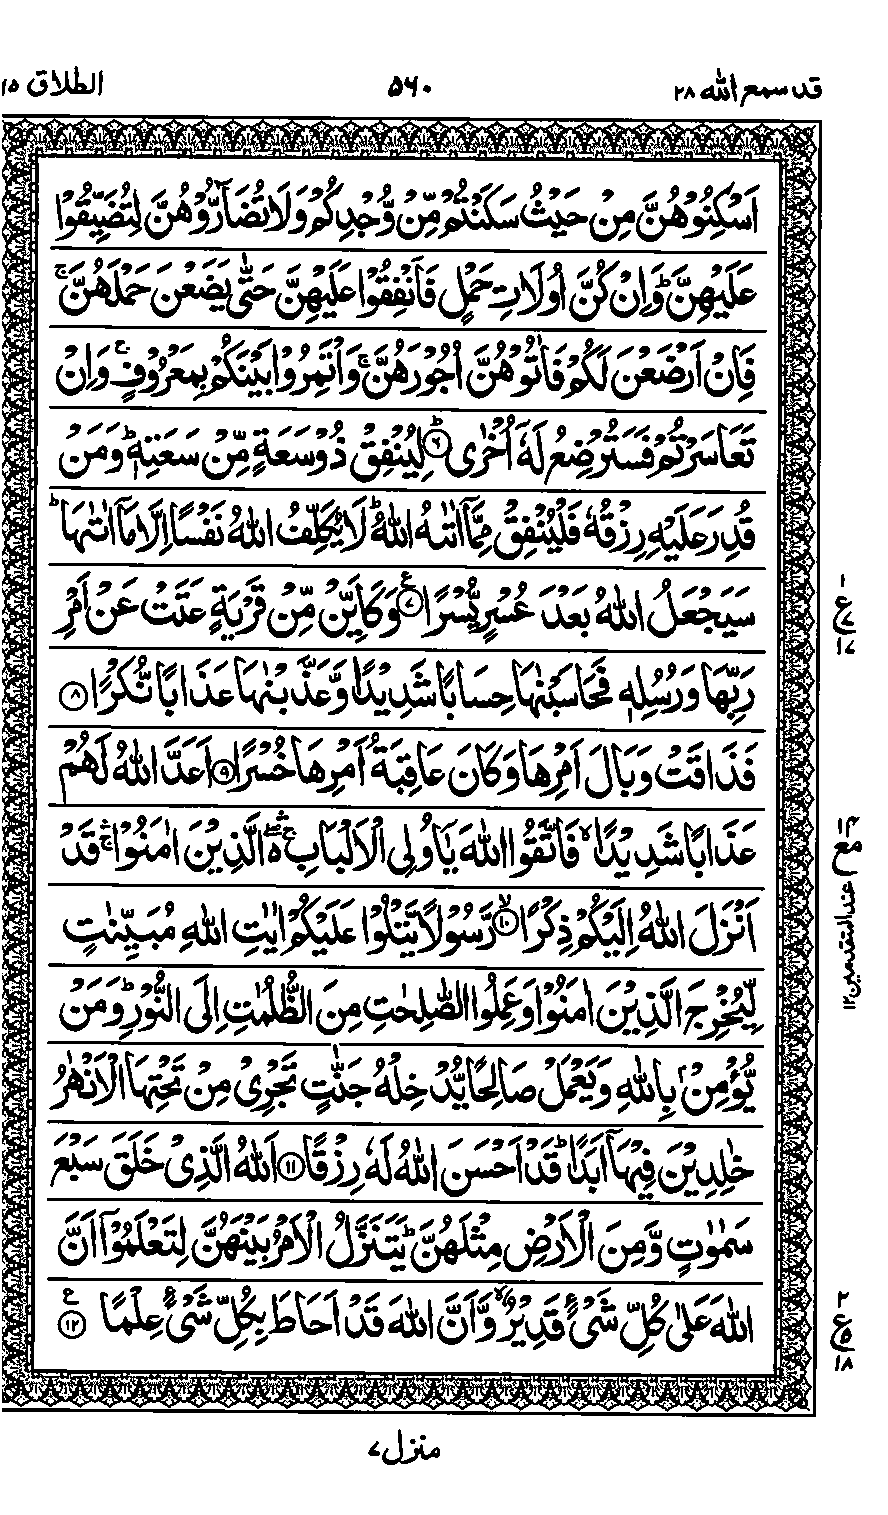 قد سمع الله ٢٨
٥٦٠
الطلاق ٦٥
اَسْكِنُوْهُنَّ مِنْ حَيْثُ سَكَنْتُمْ مِّنْ وُّجْدِكُمْ وَلَا تُضَآرُّوْهُنَّ لِتُضَيِّقُوْا
عَلَيْهِنَّ ؕ وَاِنْ كُنَّ اُولَاتِ حَمْلٍ فَاَنْفِقُوْا عَلَيْهِنَّ حَتّٰى يَضَعْنَ حَمْلَهُنَّ ۚ
فَاِنْ اَرْضَعْنَ لَكُمْ فَاٰتُوْهُنَّ اُجُوْرَهُنَّ ۚ وَاْتَمِرُوْا بَيْنَكُمْ بِمَعْرُوْفٍ ۚ وَاِنْ
تَعَاسَرْتُمْ فَسَتُرْضِعُ لَهٗٓ اُخْرٰى ؕ ﴿٦﴾ لِيُنْفِقْ ذُوْ سَعَةٍ مِّنْ سَعَتِهٖ ؕ وَمَنْ
قُدِرَ عَلَيْهِ رِزْقُهٗ فَلْيُنْفِقْ مِمَّآ اٰتٰىهُ اللّٰهُ ؕ لَا يُكَلِّفُ اللّٰهُ نَفْسًا اِلَّا مَآ اٰتٰىهَا ؕ
سَيَجْعَلُ اللّٰهُ بَعْدَ عُسْرٍ يُّسْرًا ﴿٧﴾ ع وَكَاَيِّنْ مِّنْ قَرْيَةٍ عَتَتْ عَنْ اَمْرِ
رَبِّهَا وَرُسُلِهٖ فَحَاسَبْنٰهَا حِسَابًا شَدِيْدًا وَّعَذَّبْنٰهَا عَذَابًا نُّكْرًا ﴿٨﴾
فَذَاقَتْ وَبَالَ اَمْرِهَا وَكَانَ عَاقِبَةُ اَمْرِهَا خُسْرًا ﴿٩﴾ اَعَدَّ اللّٰهُ لَهُمْ
عَذَابًا شَدِيْدًا ۙ فَاتَّقُوا اللّٰهَ يٰٓاُولِى الْاَلْبَابِ ۛۚ الَّذِيْنَ اٰمَنُوْا ۛؕ قَدْ
اَنْزَلَ اللّٰهُ اِلَيْكُمْ ذِكْرًا ۙ ﴿١٠﴾ رَّسُوْلًا يَّتْلُوْا عَلَيْكُمْ اٰيٰتِ اللّٰهِ مُبَيِّنٰتٍ
لِّيُخْرِجَ الَّذِيْنَ اٰمَنُوْا وَعَمِلُوا الصّٰلِحٰتِ مِنَ الظُّلُمٰتِ اِلَى النُّوْرِ ؕ وَمَنْ
يُّؤْمِنْۢ بِاللّٰهِ وَيَعْمَلْ صَالِحًا يُّدْخِلْهُ جَنّٰتٍ تَجْرِىْ مِنْ تَحْتِهَا الْاَنْهٰرُ
خٰلِدِيْنَ فِيْهَآ اَبَدًا ؕ قَدْ اَحْسَنَ اللّٰهُ لَهٗ رِزْقًا ﴿١١﴾ اَللّٰهُ الَّذِىْ خَلَقَ سَبْعَ
سَمٰوٰتٍ وَّمِنَ الْاَرْضِ مِثْلَهُنَّ ؕ يَتَنَزَّلُ الْاَمْرُ بَيْنَهُنَّ لِتَعْلَمُوْٓا اَنَّ
اللّٰهَ عَلٰى كُلِّ شَىْءٍ قَدِيْرٌ ۙ وَّاَنَّ اللّٰهَ قَدْ اَحَاطَ بِكُلِّ شَىْءٍ عِلْمًا ﴿١٢﴾ ع
١
ع ٧
١٧
١٤
مع
عند المتقدمين ١٢
٢
ع ٥
١٨
منزل ٧